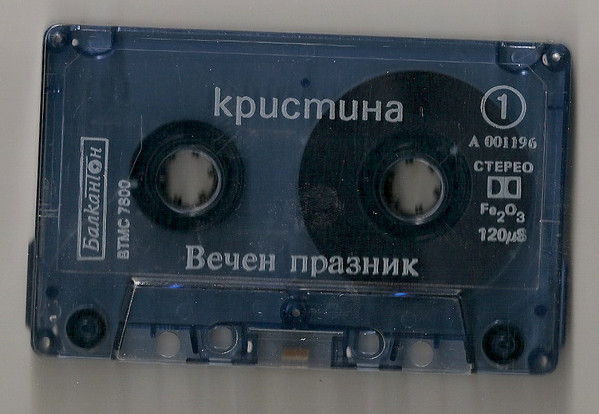 кристина
1
А 001196
СТЕРЕО
Fe2O3
120µS
Балкантон
ВТМС 7800
Вечен празник